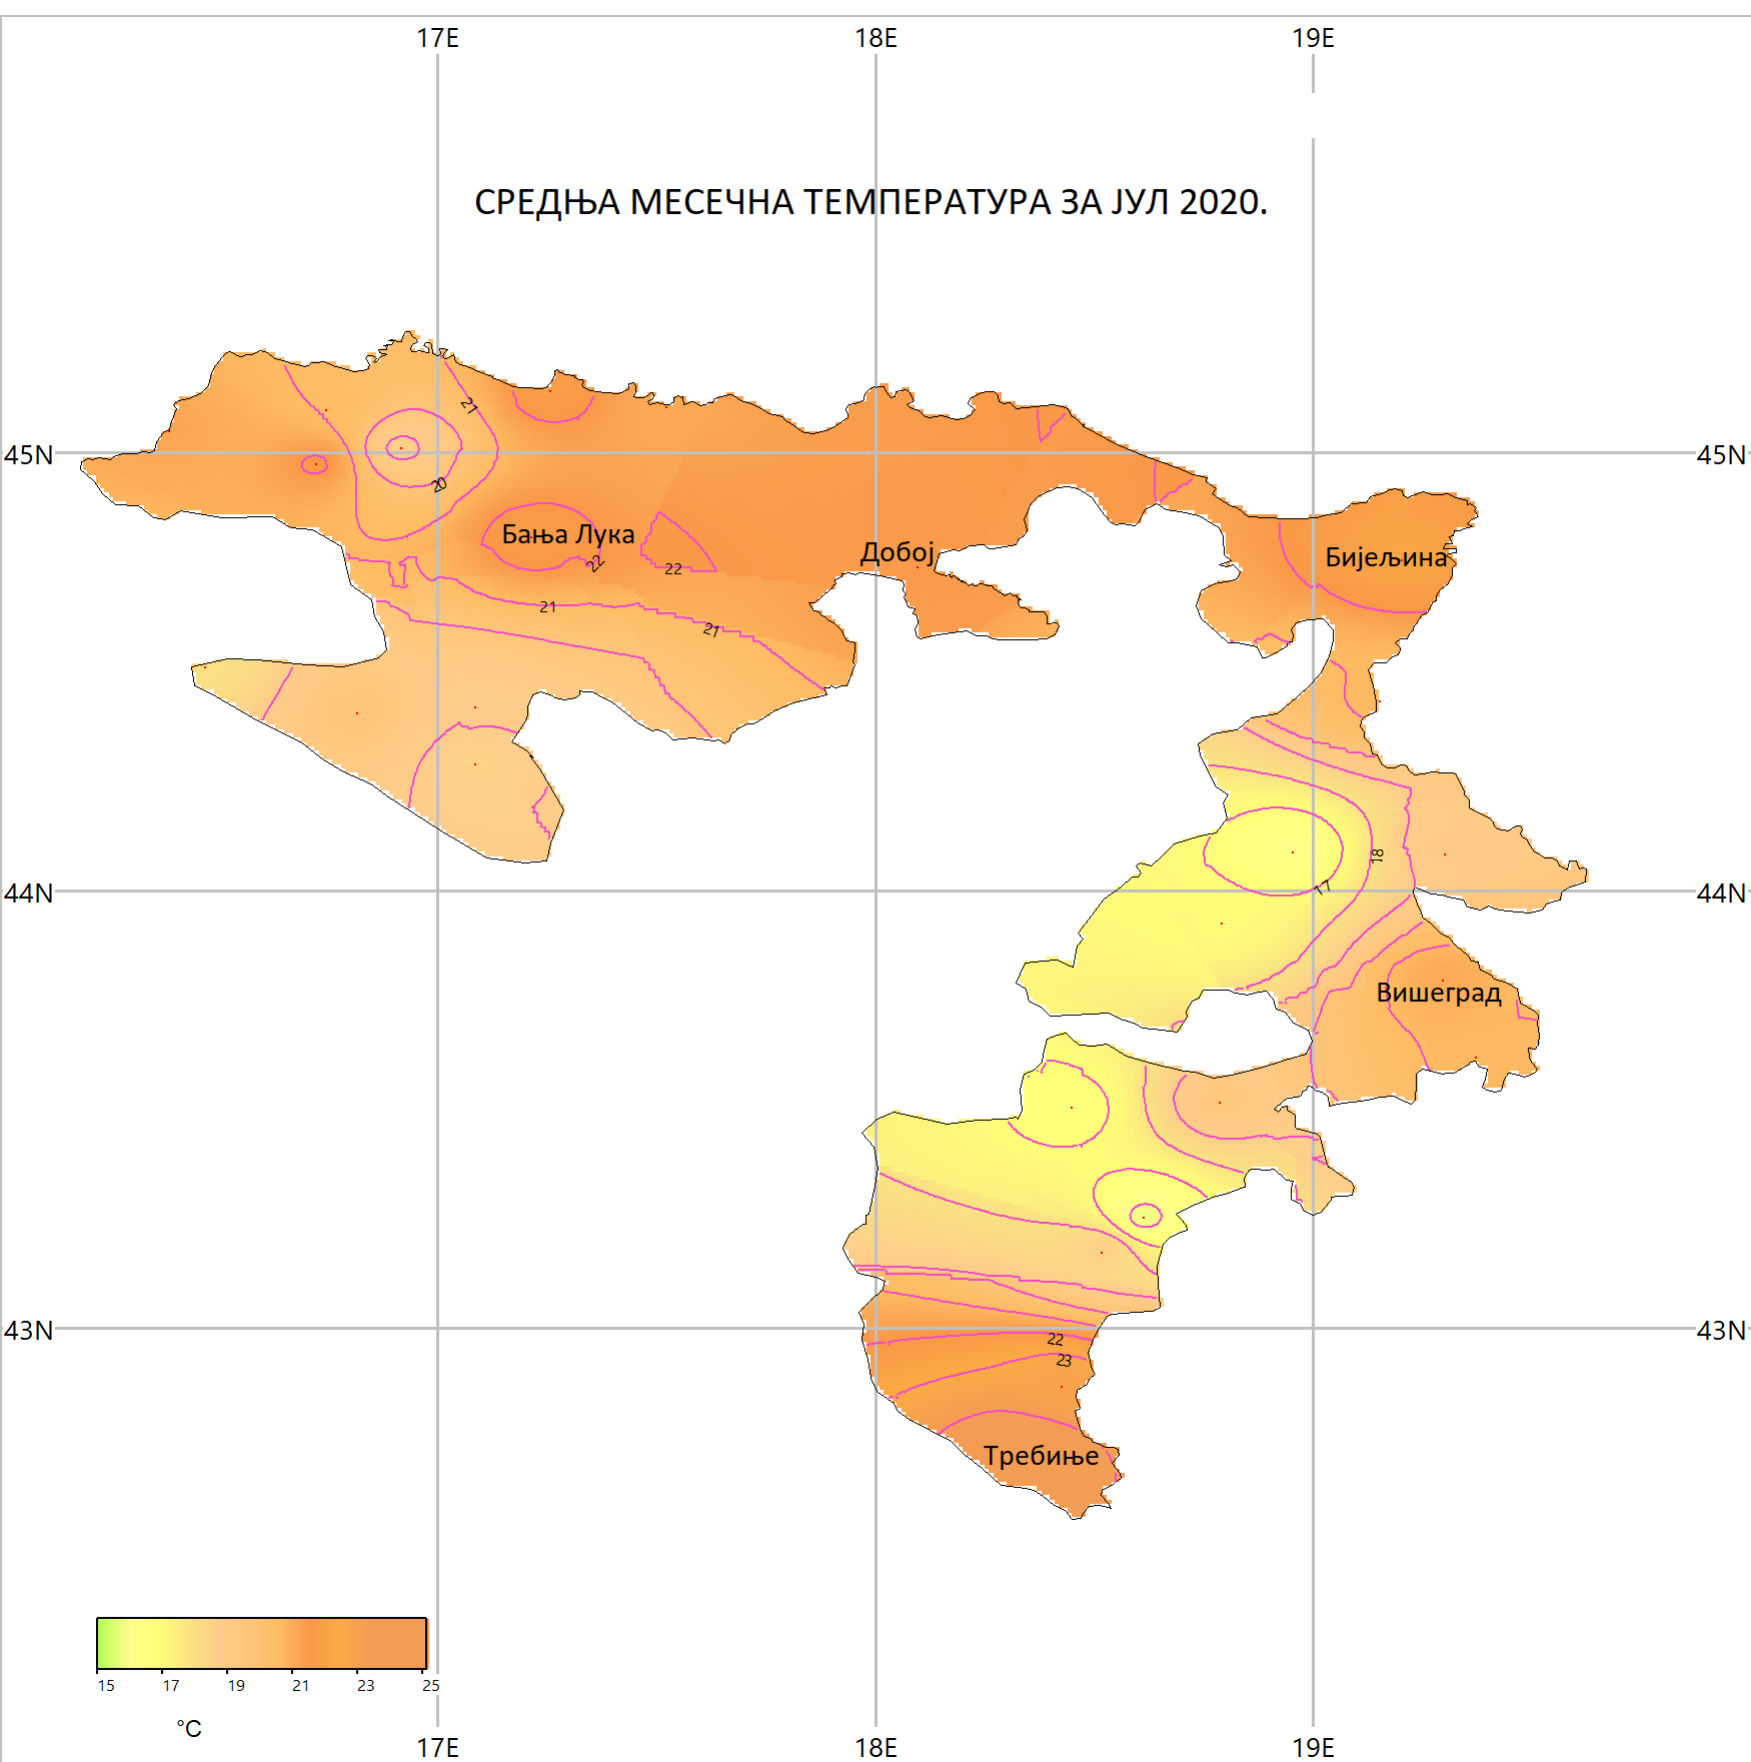 17E 18E 19E
СРЕДЊА МЕСЕЧНА ТЕМПЕРАТУРА ЗА ЈУЛ 2020.
21
45N 45N
20
Бања Лука
Добој
Бијељина
22
22
21
21
18
17
44N 44N
Вишеград
43N 43N
22
23
Требиње
15 17 19 21 23 25
°C
17E 18E 19E